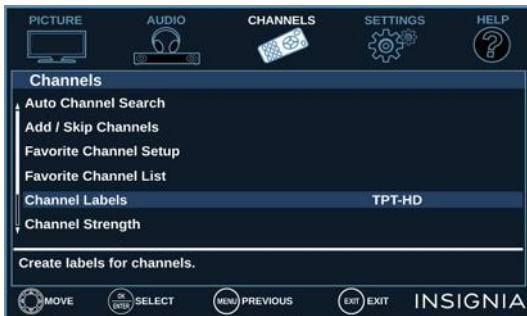 PICTURE AUDIO CHANNELS SETTINGS HELP
Channels
Auto Channel Search
Add / Skip Channels
Favorite Channel Setup
Favorite Channel List
Channel Labels TPT-HD
Channel Strength
Create labels for channels.
MOVE OK ENTER SELECT MENU PREVIOUS EXIT EXIT INSIGNIA